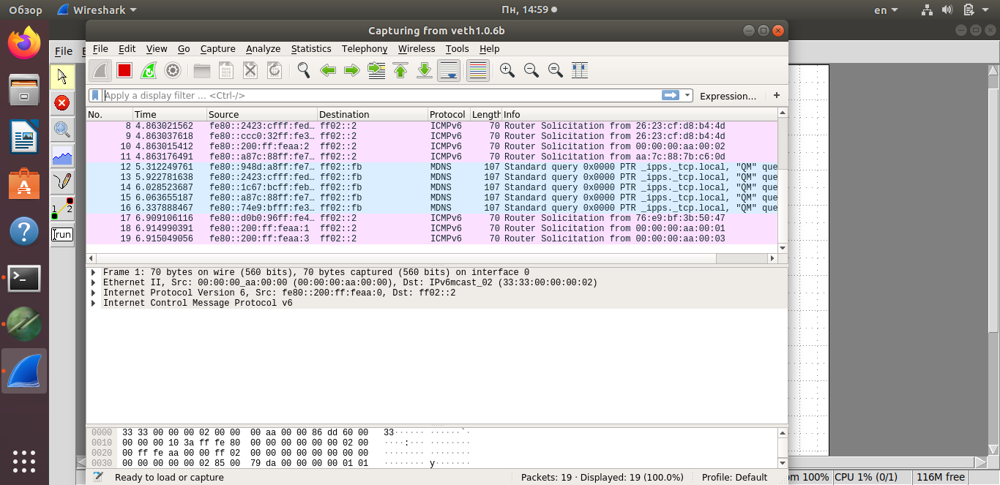 Обзор Wireshark Пн, 14:59 en
Capturing from veth1.0.6b
File
File Edit View Go Capture Analyze Statistics Telephony Wireless Tools Help
Apply a display filter ... <Ctrl-/> Expression... +
No. Time Source Destination Protocol Length Info
8 4.863021562 fe80::2423:cfff:fed… ff02::2 ICMPv6 70 Router Solicitation from 26:23:cf:d8:b4:4d
9 4.863037618 fe80::ccc0:32ff:fe3… ff02::2 ICMPv6 70 Router Solicitation from 26:23:cf:d8:b4:4d
10 4.863015412 fe80::200:ff:feaa:2 ff02::2 ICMPv6 70 Router Solicitation from 00:00:00:aa:00:02
11 4.863176491 fe80::a87c:88ff:fe7… ff02::2 ICMPv6 70 Router Solicitation from aa:7c:88:7b:c6:0d
12 5.312249761 fe80::948d:a8ff:fe7… ff02::fb MDNS 107 Standard query 0x0000 PTR _ipps._tcp.local, "QM" que
13 5.922781638 fe80::2423:cfff:fed… ff02::fb MDNS 107 Standard query 0x0000 PTR _ipps._tcp.local, "QM" que
14 6.028523687 fe80::1c67:bcff:feb… ff02::fb MDNS 107 Standard query 0x0000 PTR _ipps._tcp.local, "QM" que
15 6.063655187 fe80::a87c:88ff:fe7… ff02::fb MDNS 107 Standard query 0x0000 PTR _ipps._tcp.local, "QM" que
16 6.337888467 fe80::74e9:bfff:fe3… ff02::fb MDNS 107 Standard query 0x0000 PTR _ipps._tcp.local, "QM" que
17 6.909106116 fe80::d0b0:96ff:fe4… ff02::2 ICMPv6 70 Router Solicitation from 76:e9:bf:3b:50:47
18 6.914990391 fe80::200:ff:feaa:1 ff02::2 ICMPv6 70 Router Solicitation from 00:00:00:aa:00:01
19 6.915049056 fe80::200:ff:feaa:3 ff02::2 ICMPv6 70 Router Solicitation from 00:00:00:aa:00:03
1 2
run
Frame 1: 70 bytes on wire (560 bits), 70 bytes captured (560 bits) on interface 0
Ethernet II, Src: 00:00:00_aa:00:00 (00:00:00:aa:00:00), Dst: IPv6mcast_02 (33:33:00:00:00:02)
Internet Protocol Version 6, Src: fe80::200:ff:feaa:0, Dst: ff02::2
Internet Control Message Protocol v6
0000 33 33 00 00 00 02 00 00 00 aa 00 00 86 dd 60 00 33······ ······`·
0010 00 00 00 10 3a ff fe 80 00 00 00 00 00 00 02 00 ····:··· ········
0020 00 ff fe aa 00 00 ff 02 00 00 00 00 00 00 00 00 ········ ········
0030 00 00 00 00 00 02 85 00 79 da 00 00 00 00 01 01 ········ y·······
Ready to load or capture Packets: 19 · Displayed: 19 (100.0%) Profile: Default
om 100% CPU 1% (0/1) 116M free